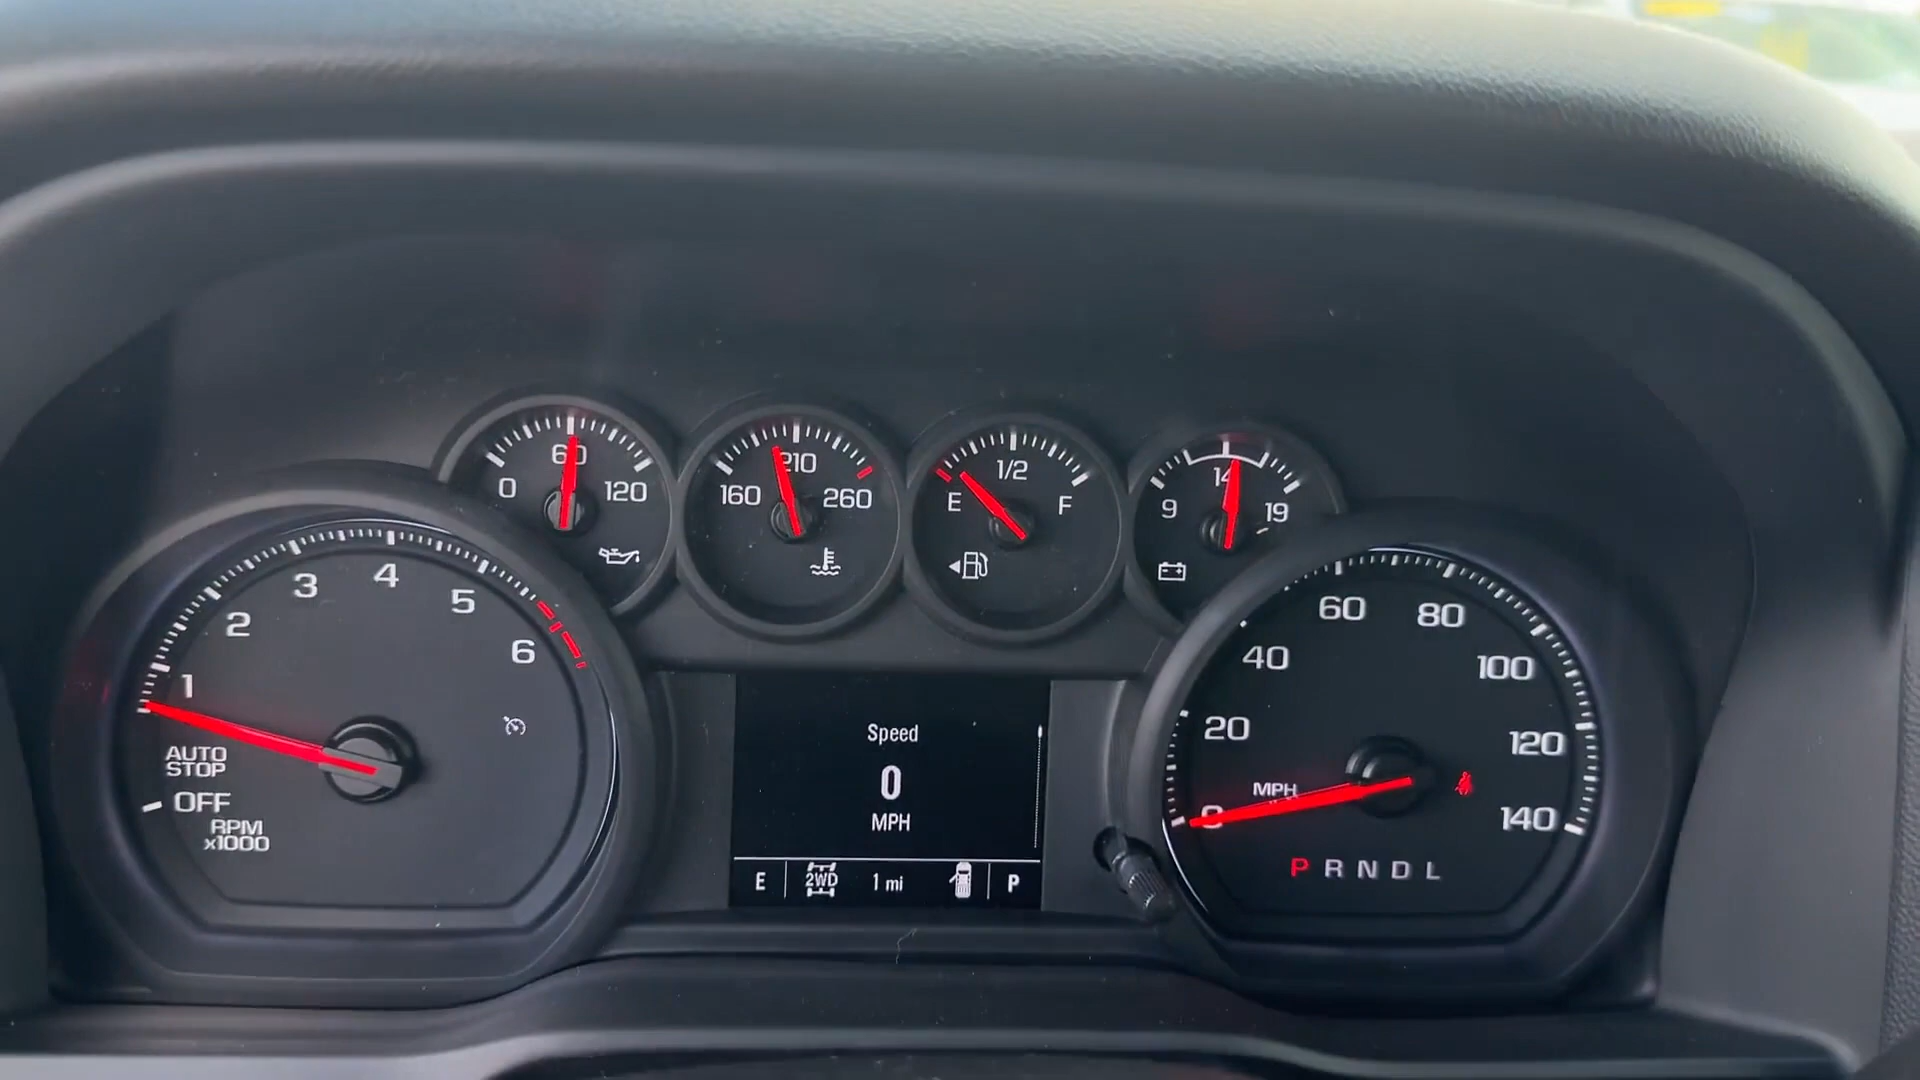 0 60 120
160 210 260
E 1/2 F
9 14 19
1 2 3 4 5 6
AUTO
STOP
OFF
RPM
x1000
Speed
0
MPH
E 2WD 1 mi P
0 20 40 60 80 100 120 140
MPH
P R N D L